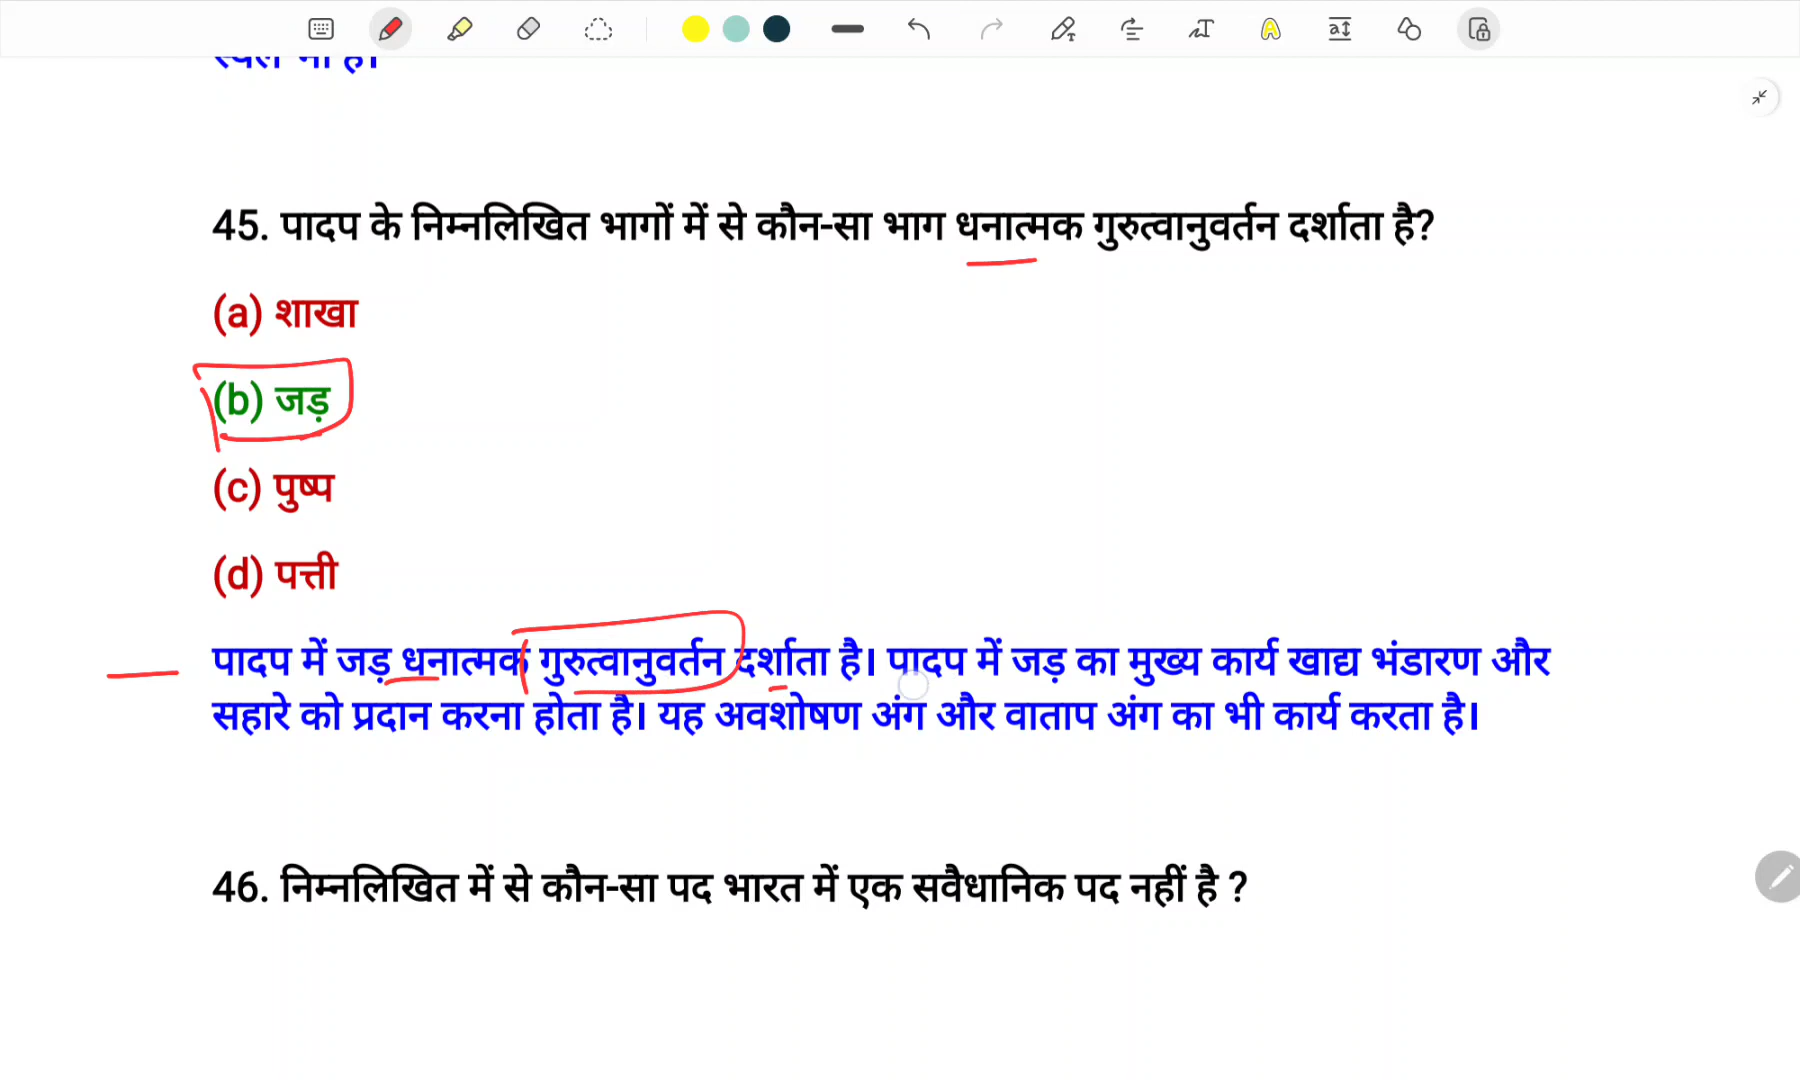 45. पादप के निम्नलिखित भागों में से कौन-सा भाग धनात्मक गुरुत्वानुवर्तन दर्शाता है?
(a) शाखा
(b) जड़
(c) पुष्प
(d) पत्ती
पादप में जड़ धनात्मक गुरुत्वानुवर्तन दर्शाता है। पादप में जड़ का मुख्य कार्य खाद्य भंडारण और
सहारे को प्रदान करना होता है। यह अवशोषण अंग और वाताप अंग का भी कार्य करता है।
46. निम्नलिखित में से कौन-सा पद भारत में एक सवैधानिक पद नहीं है ?